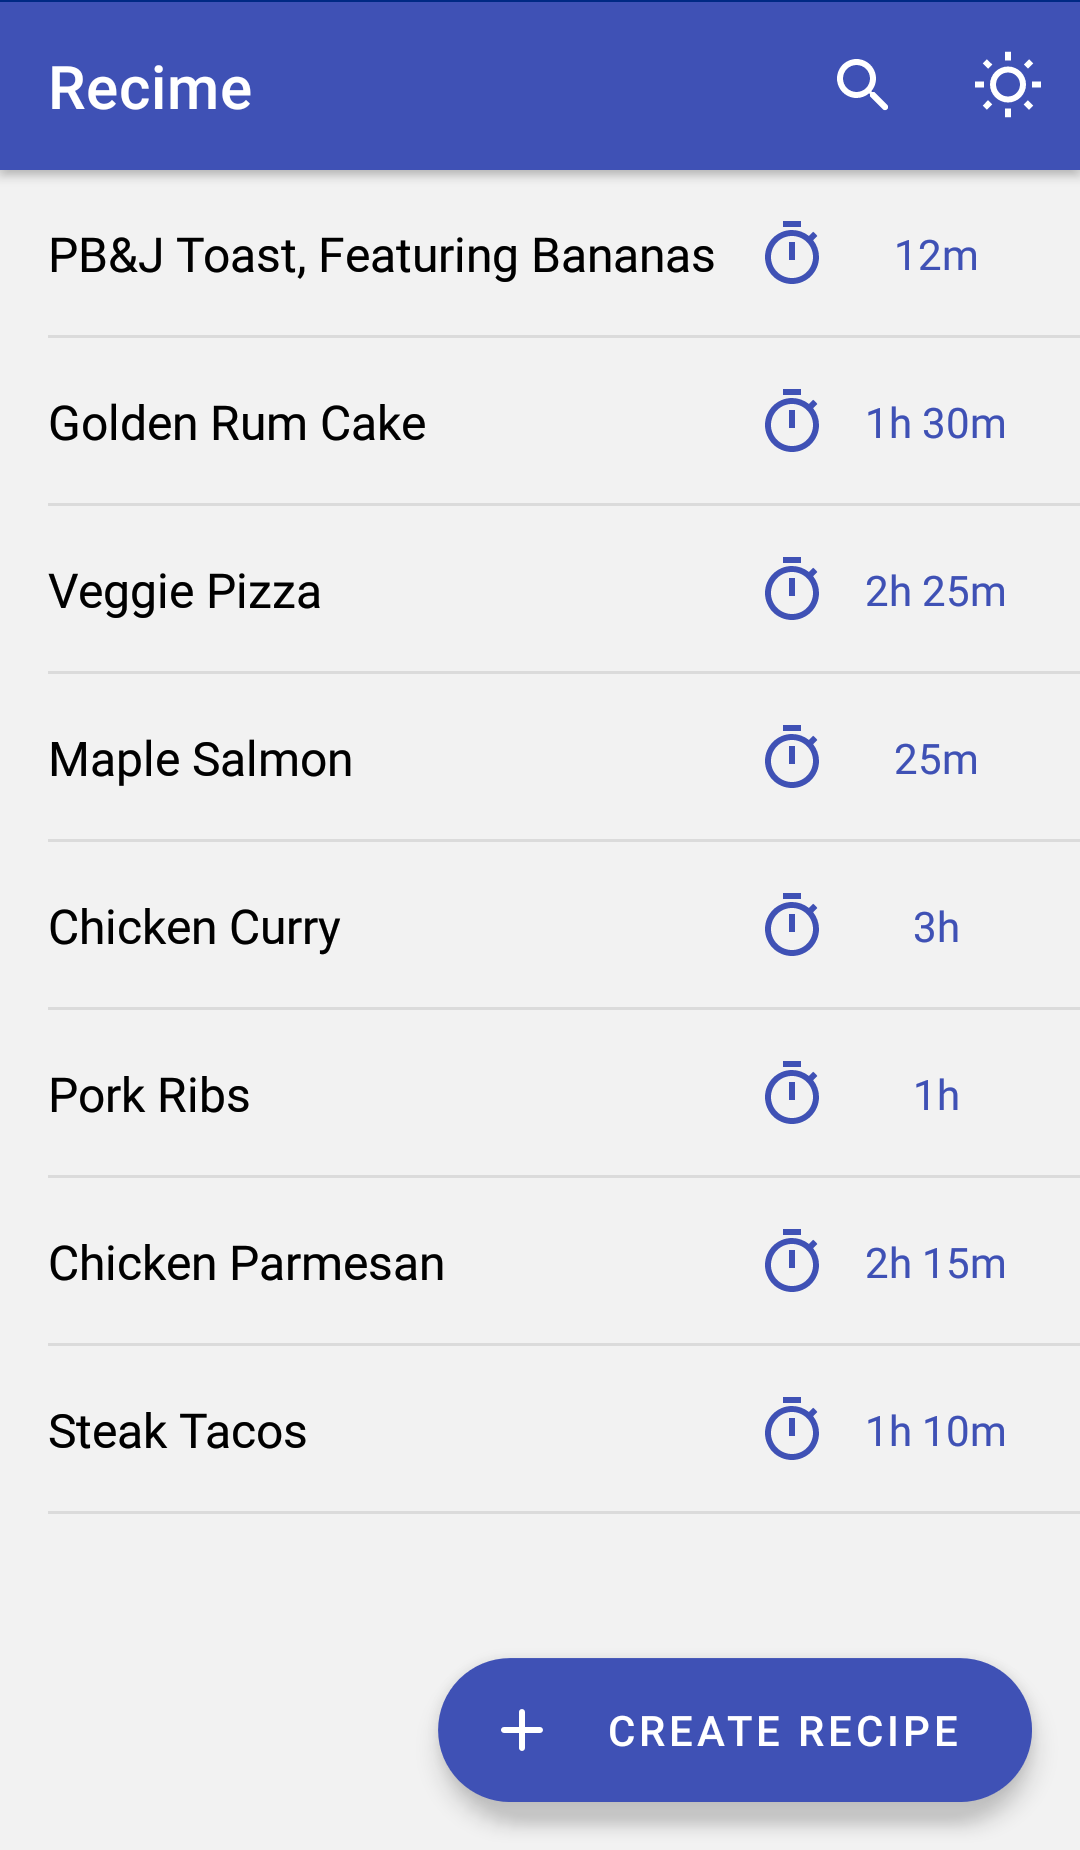 Recime
PB&J Toast, Featuring Bananas 12m
Golden Rum Cake 1h 30m
Veggie Pizza 2h 25m
Maple Salmon 25m
Chicken Curry 3h
Pork Ribs 1h
Chicken Parmesan 2h 15m
Steak Tacos 1h 10m
CREATE RECIPE